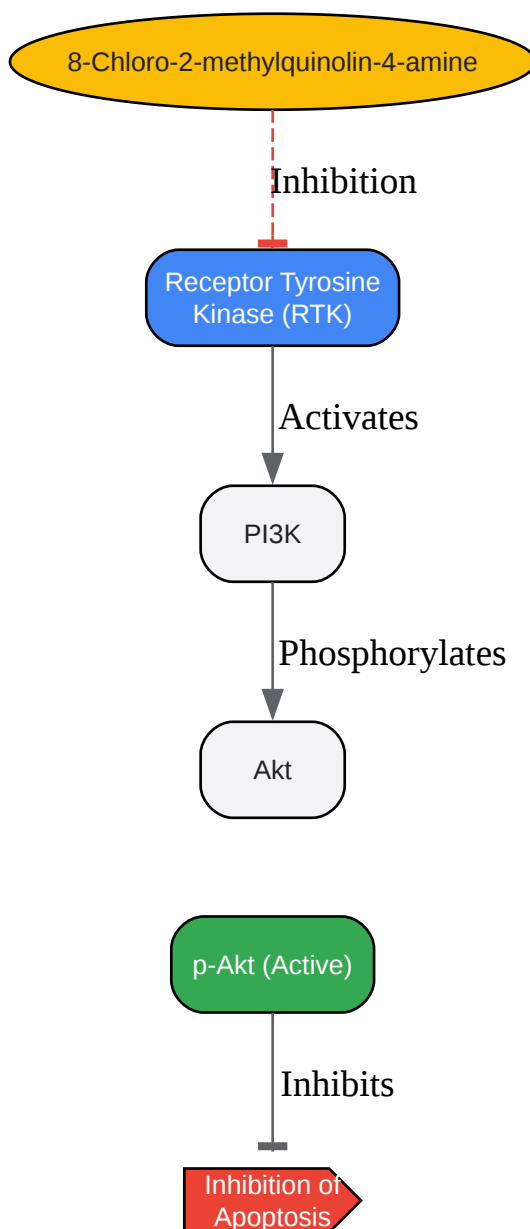 8-Chloro-2-methylquinolin-4-amine
Inhibition
Receptor Tyrosine
Kinase (RTK)
Activates
PI3K
Phosphorylates
Akt
p-Akt (Active)
Inhibits
Inhibition of
Apoptosis